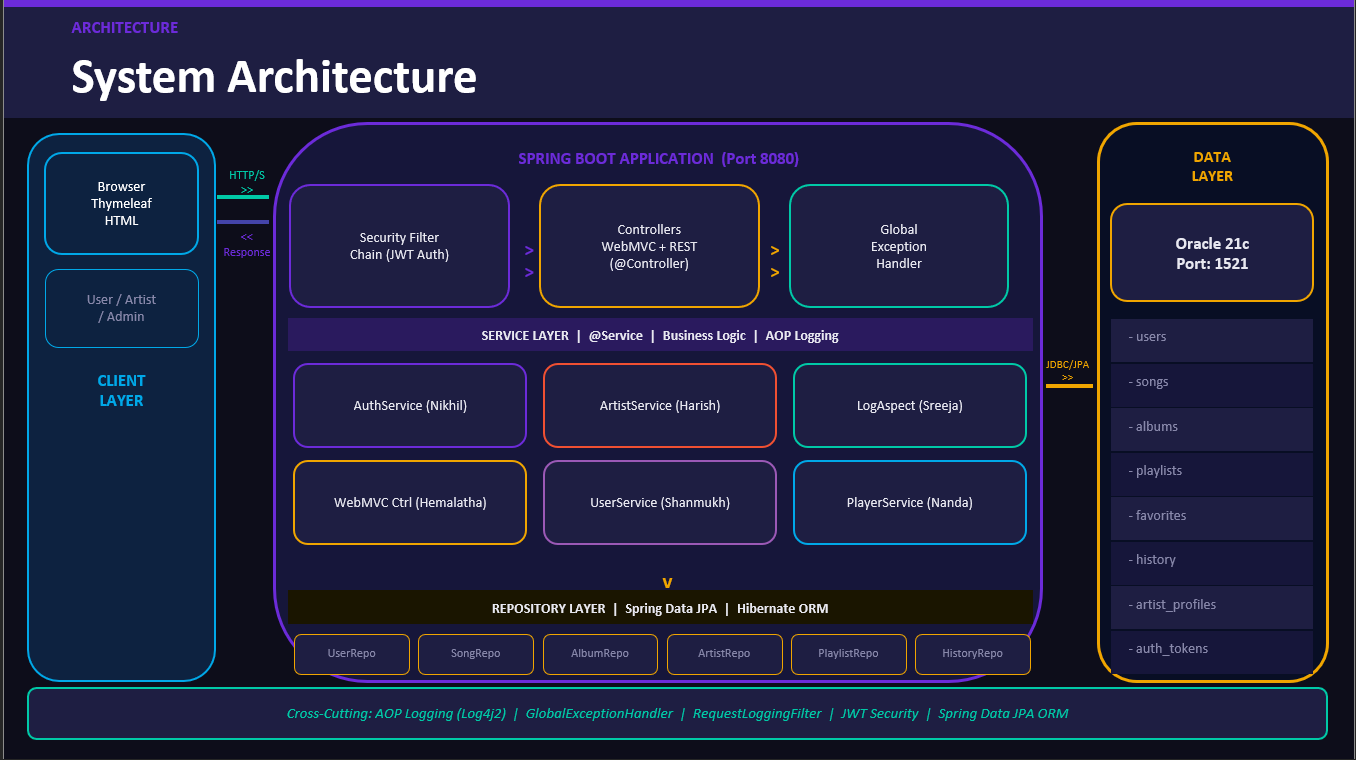 ARCHITECTURE
System Architecture
Browser
Thymeleaf
HTML
User / Artist
/ Admin
CLIENT
LAYER
HTTP/S
>>
<<
Response
SPRING BOOT APPLICATION  (Port 8080)
Security Filter
Chain (JWT Auth)
>
>
Controllers
WebMVC + REST
(@Controller)
>
>
Global
Exception
Handler
SERVICE LAYER  |  @Service  |  Business Logic  |  AOP Logging
AuthService (Nikhil)
ArtistService (Harish)
LogAspect (Sreeja)
WebMVC Ctrl (Hemalatha)
UserService (Shanmukh)
PlayerService (Nanda)
v
REPOSITORY LAYER  |  Spring Data JPA  |  Hibernate ORM
UserRepo
SongRepo
AlbumRepo
ArtistRepo
PlaylistRepo
HistoryRepo
JDBC/JPA
>>
DATA
LAYER
Oracle 21c
Port: 1521
- users
- songs
- albums
- playlists
- favorites
- history
- artist_profiles
- auth_tokens
Cross-Cutting: AOP Logging (Log4j2)  |  GlobalExceptionHandler  |  RequestLoggingFilter  |  JWT Security  |  Spring Data JPA ORM